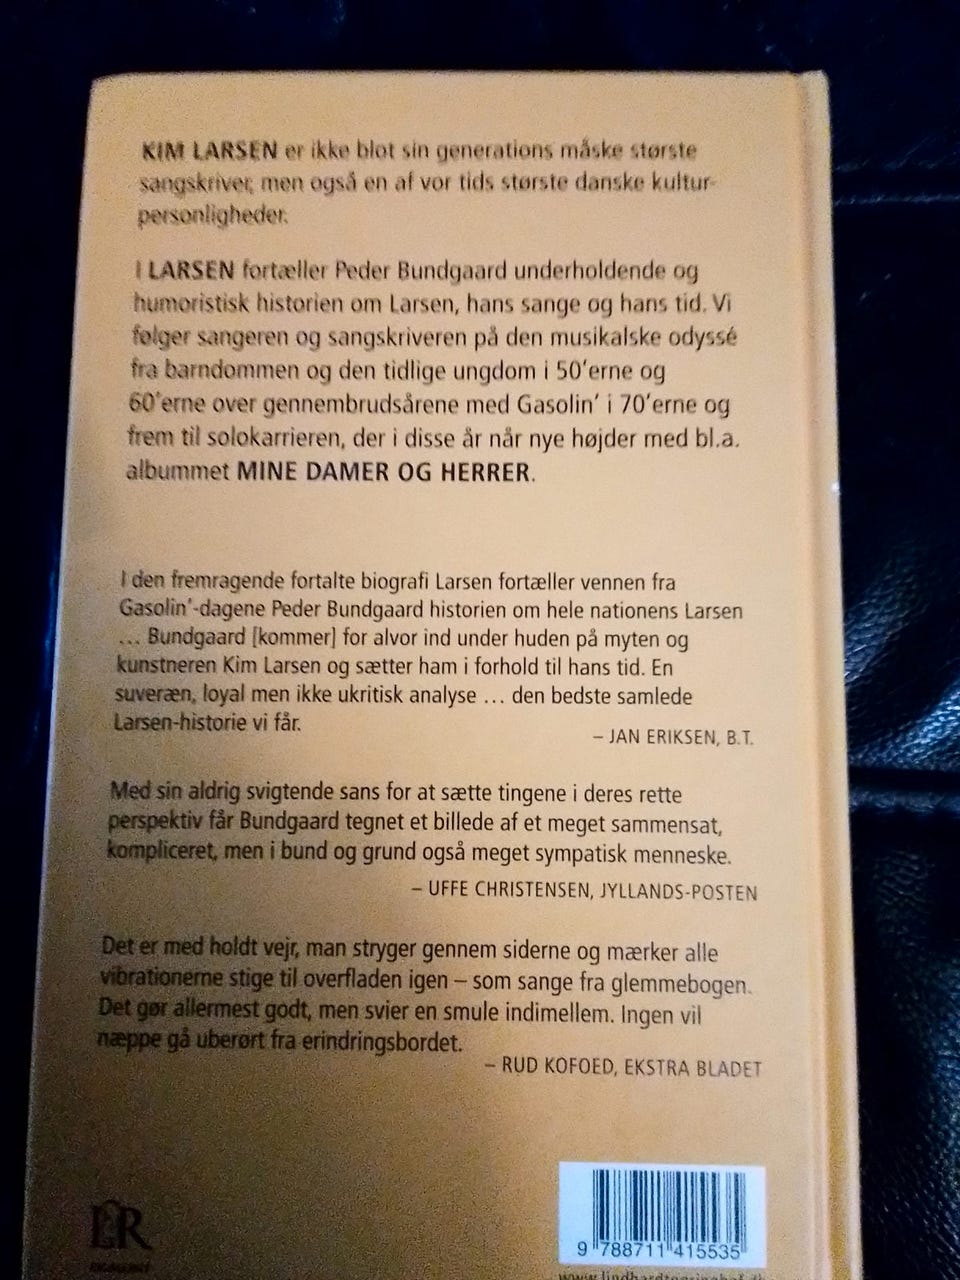 KIM LARSEN er ikke blot sin generations måske største
sangskriver, men også en af vor tids største danske kultur-
personligheder.
I LARSEN fortæller Peder Bundgaard underholdende og
humoristisk historien om Larsen, hans sange og hans tid. Vi
følger sangeren og sangskriveren på den musikalske odyssé
fra barndommen og den tidlige ungdom i 50'erne og
60'erne over gennembrudsårene med Gasolin' i 70'erne og
frem til solokarrieren, der i disse år når nye højder med bl.a.
albummet MINE DAMER OG HERRER.
I den fremragende fortalte biografi Larsen fortæller vennen fra
Gasolin'-dagene Peder Bundgaard historien om hele nationens Larsen
... Bundgaard [kommer] for alvor ind under huden på myten og
kunstneren Kim Larsen og sætter ham i forhold til hans tid. En
suveræn, loyal men ikke ukritisk analyse ... den bedste samlede
Larsen-historie vi får.
– JAN ERIKSEN, B.T.
Med sin aldrig svigtende sans for at sætte tingene i deres rette
perspektiv får Bundgaard tegnet et billede af et meget sammensat,
kompliceret, men i bund og grund også meget sympatisk menneske.
– UFFE CHRISTENSEN, JYLLANDS-POSTEN
Det er med holdt vejr, man stryger gennem siderne og mærker alle
vibrationerne stige til overfladen igen – som sange fra glemmebogen.
Det gør allermest godt, men svier en smule indimellem. Ingen vil
næppe gå uberørt fra erindringsbordet.
– RUD KOFOED, EKSTRA BLADET
L&R
EGMONT
9 788711 415535